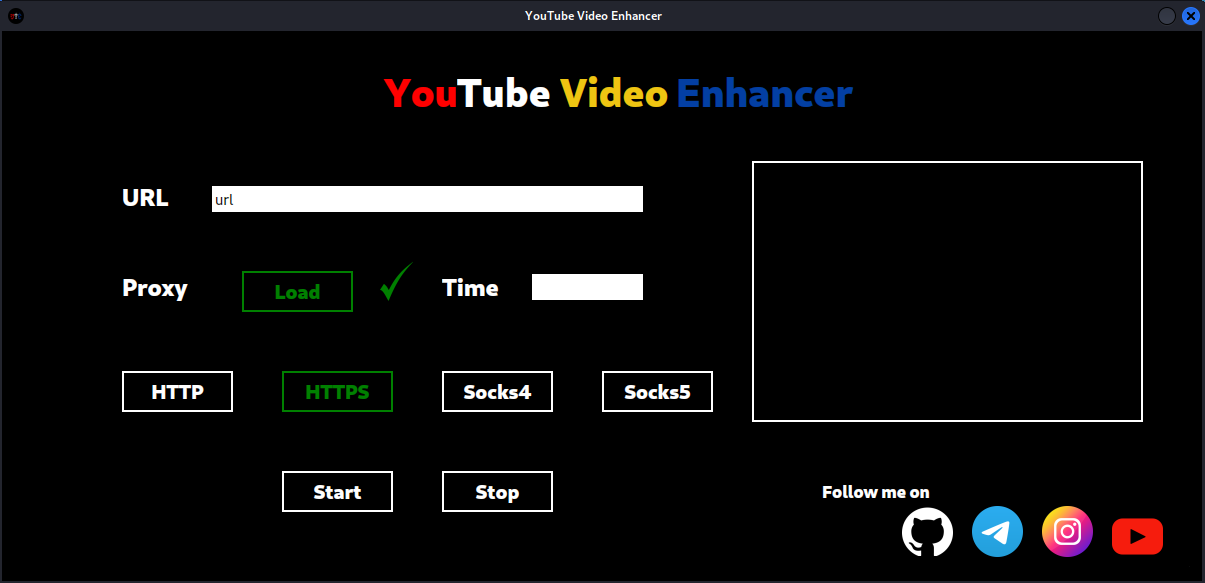 YouTube Video Enhancer
YouTube Video Enhancer
URL
url
Proxy
Load
Time
HTTP
HTTPS
Socks4
Socks5
Start
Stop
Follow me on